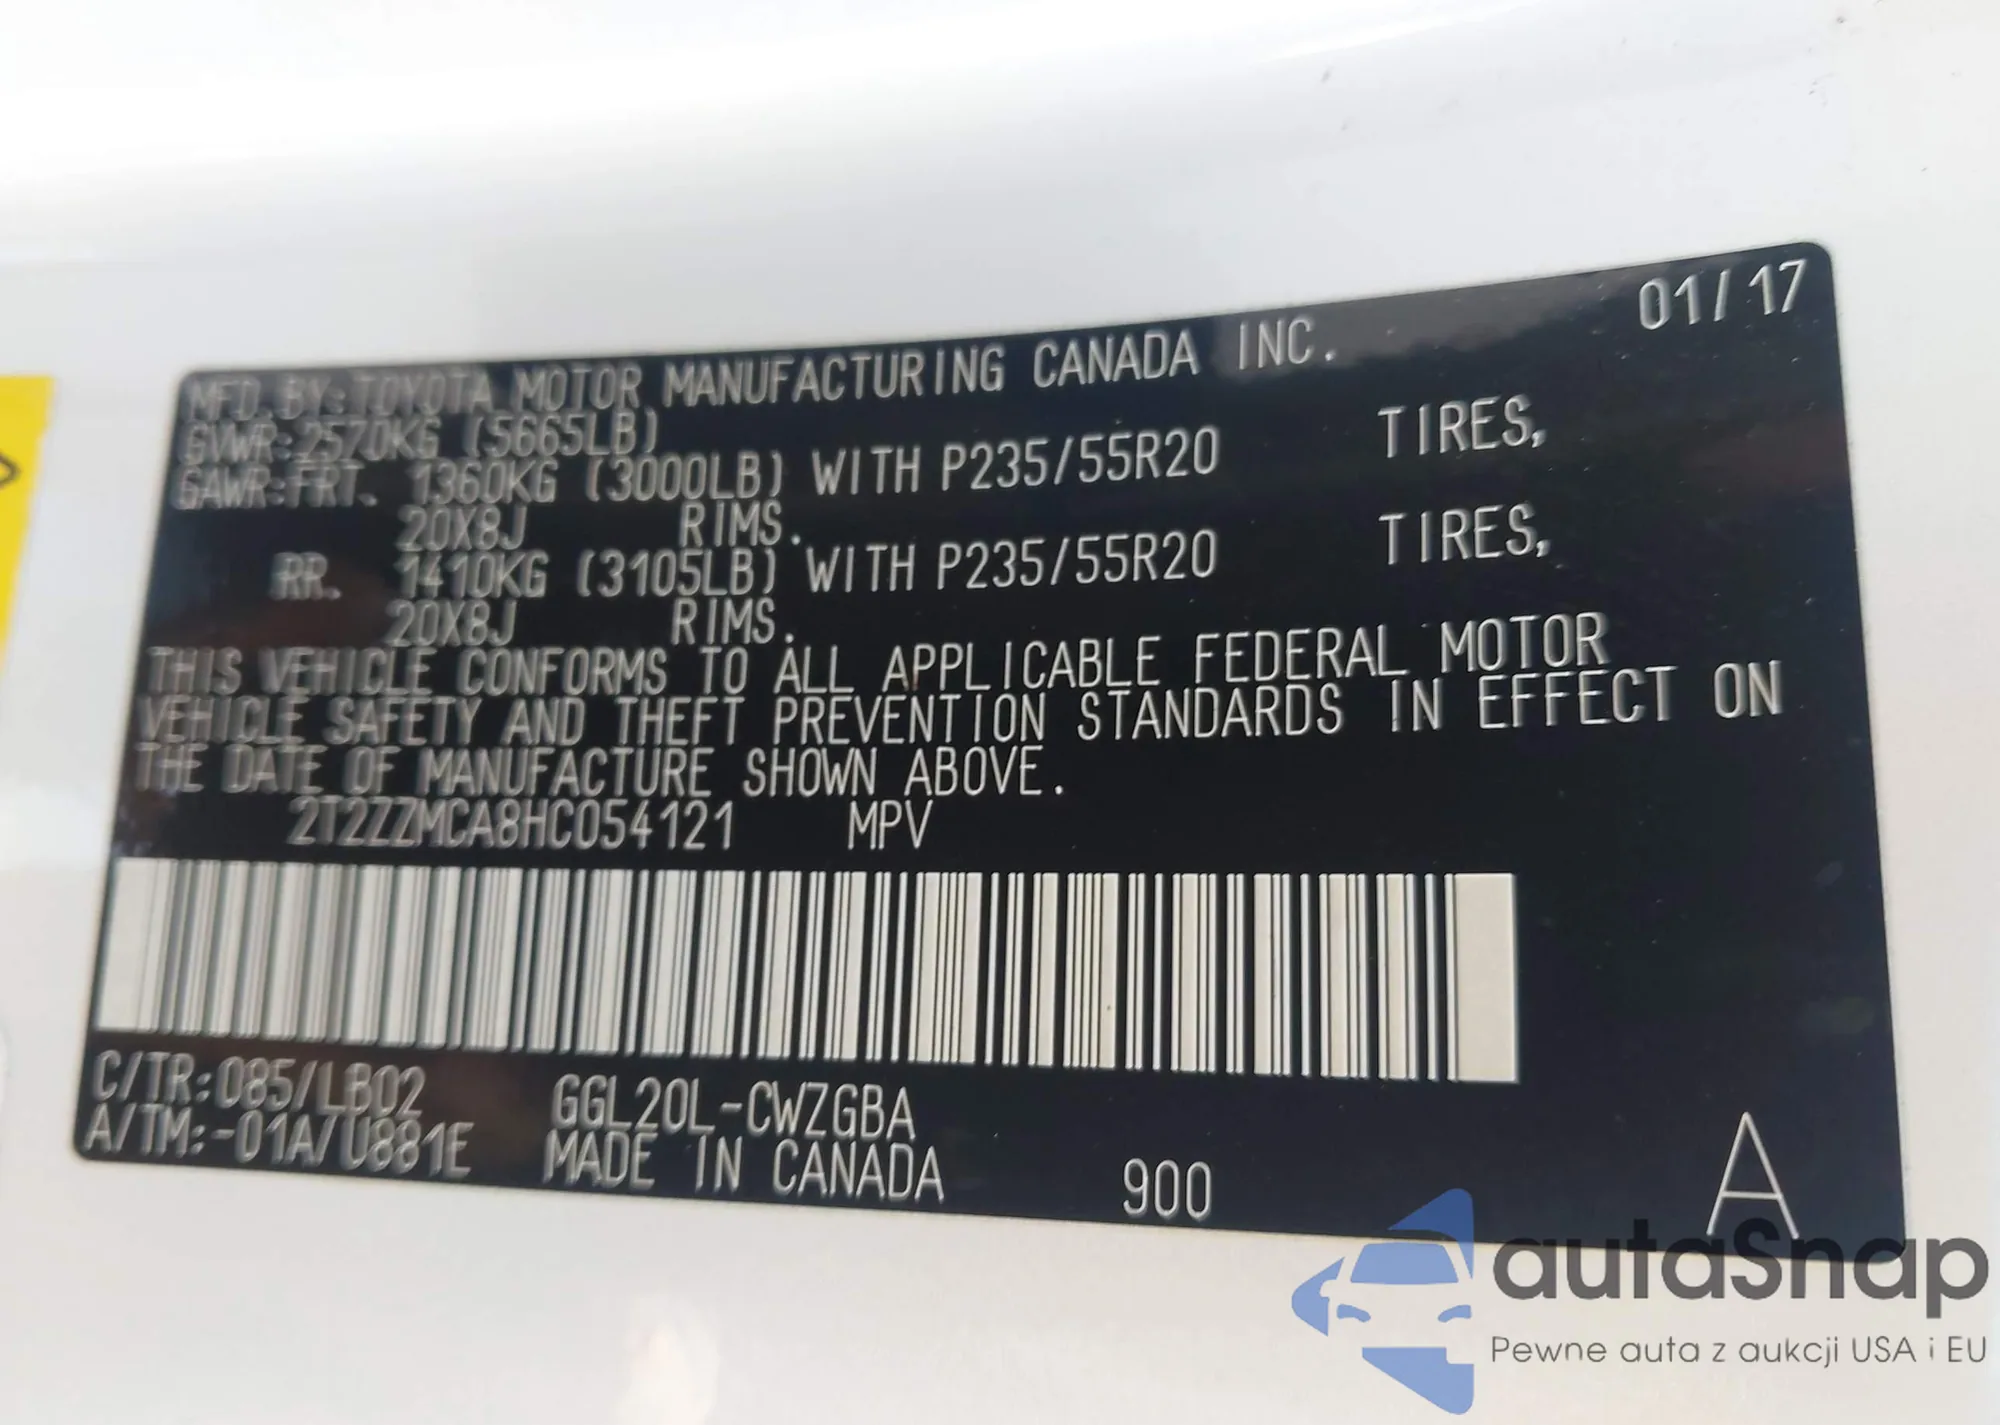 01/17
MFD. BY: TOYOTA MOTOR MANUFACTURING CANADA INC.
GVWR: 2570KG (5665LB)
GAWR: FRT. 1360KG (3000LB) WITH P235/55R20 TIRES,
20X8J RIMS.
RR. 1410KG (3105LB) WITH P235/55R20 TIRES,
20X8J RIMS.
THIS VEHICLE CONFORMS TO ALL APPLICABLE FEDERAL MOTOR
VEHICLE SAFETY AND THEFT PREVENTION STANDARDS IN EFFECT ON
THE DATE OF MANUFACTURE SHOWN ABOVE.
2T2ZZMCA8HC054121 MPV
C/TR: 085/LB02 GGL20L-CWZGBA
A/TM: -01A/U881E MADE IN CANADA 900 A
autaSnap
Pewne auta z aukcji USA i EU